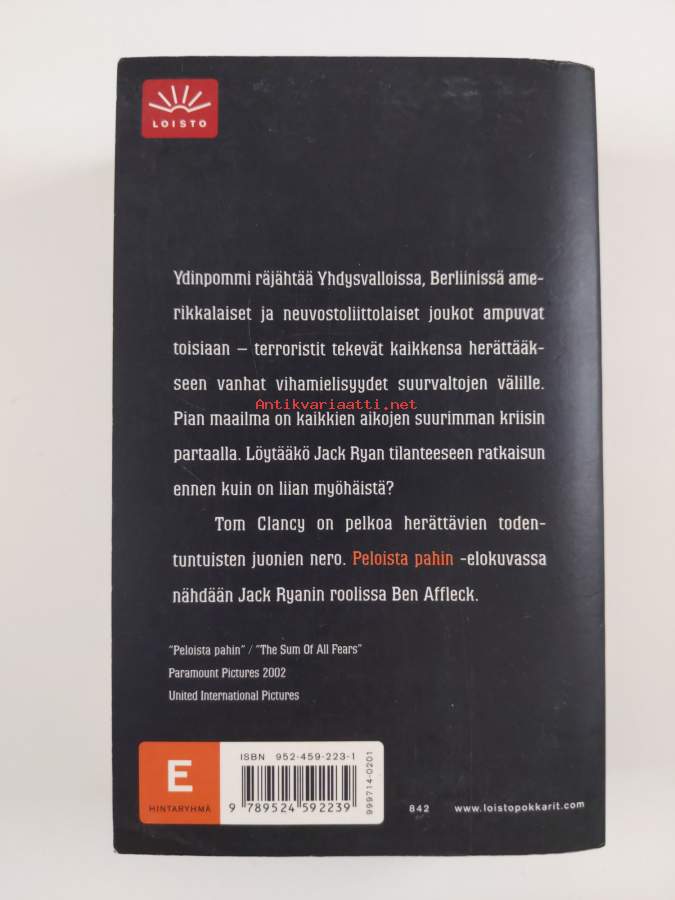 LOISTO
Ydinpommi räjähtää Yhdysvalloissa, Berliinissä ame-
rikkalaiset ja neuvostoliittolaiset joukot ampuvat
toisiaan – terroristit tekevät kaikkensa herättääk-
seen vanhat vihamielisyydet suurvaltojen välille.
Antikvariaatti.net
Pian maailma on kaikkien aikojen suurimman kriisin
partaalla. Löytääkö Jack Ryan tilanteeseen ratkaisun
ennen kuin on liian myöhäistä?
Tom Clancy on pelkoa herättävien toden-
tuntuisten juonien nero. Peloista pahin -elokuvassa
nähdään Jack Ryanin roolissa Ben Affleck.
"Peloista pahin" / "The Sum Of All Fears"
Paramount Pictures 2002
United International Pictures
E
HINTARYHMÄ
ISBN 952-459-223-1
9 789524 592239
999714-0201
842 www.loistopokkarit.com